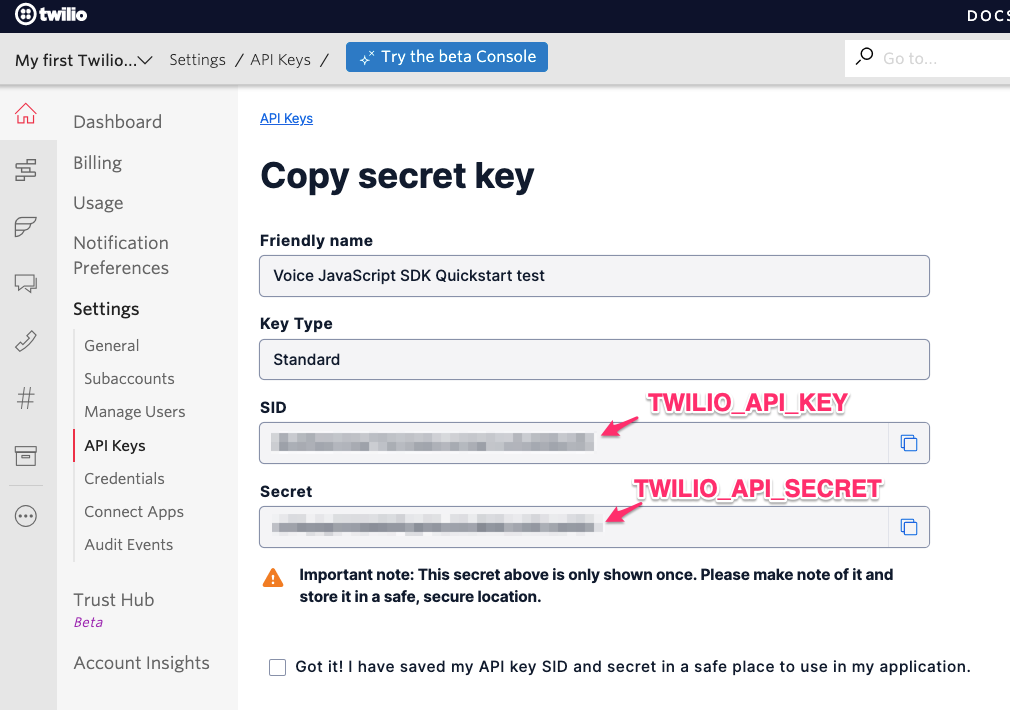 twilio
DOCS
My first Twilio... Settings / API Keys / Try the beta Console Go to...
Dashboard
Billing
Usage
Notification
Preferences
Settings
General
Subaccounts
Manage Users
API Keys
Credentials
Connect Apps
Audit Events
Trust Hub
Beta
Account Insights
API Keys
Copy secret key
Friendly name
Voice JavaScript SDK Quickstart test
Key Type
Standard
TWILIO_API_KEY
SID
TWILIO_API_SECRET
Secret
Important note: This secret above is only shown once. Please make note of it and
store it in a safe, secure location.
Got it! I have saved my API key SID and secret in a safe place to use in my application.